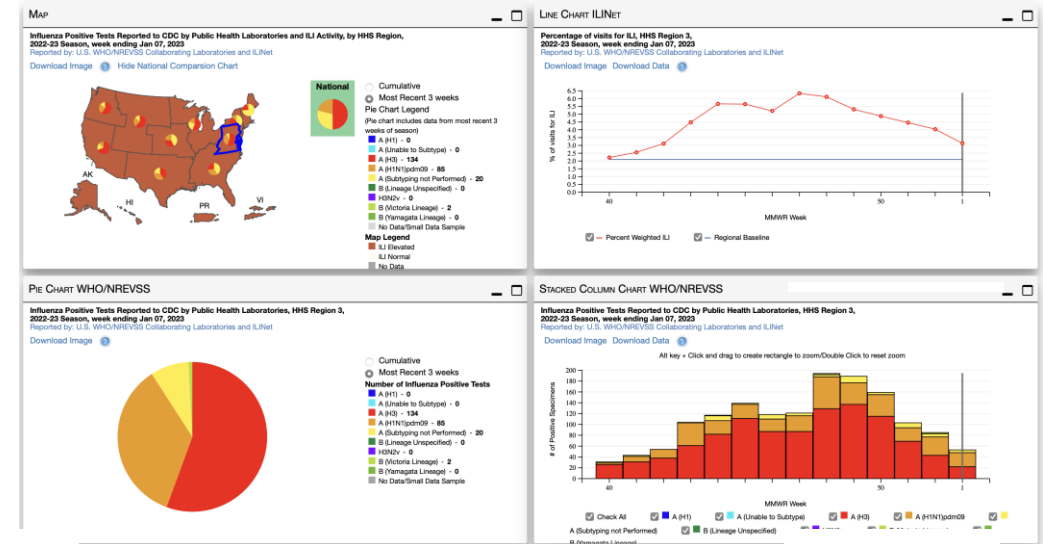 MAP
Influenza Positive Tests Reported to CDC by Public Health Laboratories and ILI Activity, by HHS Region,
2022-23 Season, week ending Jan 07, 2023
Reported by: U.S. WHO/NREVSS Collaborating Laboratories and ILINet
Download Image Hide National Comparsion Chart
National
Cumulative
Most Recent 3 weeks
Pie Chart Legend
(Pie chart includes data from most recent 3
weeks of season)
A (H1) - 0
A (Unable to Subtype) - 0
A (H3) - 134
A (H1N1)pdm09 - 85
A (Subtyping not Performed) - 20
B (Lineage Unspecified) - 0
H3N2v - 0
B (Victoria Lineage) - 2
B (Yamagata Lineage) - 0
No Data/Small Data Sample
Map Legend
ILI Elevated
ILI Normal
No Data
AK
HI
PR
VI
LINE CHART ILINET
Percentage of visits for ILI, HHS Region 3,
2022-23 Season, week ending Jan 07, 2023
Reported by: U.S. WHO/NREVSS Collaborating Laboratories and ILINet
Download Image Download Data
% of visits for ILI
6.5
6.0
5.5
5.0
4.5
4.0
3.5
3.0
2.5
2.0
1.5
1.0
0.5
0.0
40 50 1
MMWR Week
Percent Weighted ILI Regional Baseline
PIE CHART WHO/NREVSS
Influenza Positive Tests Reported to CDC by Public Health Laboratories, HHS Region 3,
2022-23 Season, week ending Jan 07, 2023
Reported by: U.S. WHO/NREVSS Collaborating Laboratories and ILINet
Download Image
Cumulative
Most Recent 3 weeks
Number of Influenza Positive Tests
A (H1) - 0
A (Unable to Subtype) - 0
A (H3) - 134
A (H1N1)pdm09 - 85
A (Subtyping not Performed) - 20
B (Lineage Unspecified) - 0
H3N2v - 0
B (Victoria Lineage) - 2
B (Yamagata Lineage) - 0
No Data/Small Data Sample
STACKED COLUMN CHART WHO/NREVSS
Influenza Positive Tests Reported to CDC by Public Health Laboratories, HHS Region 3,
2022-23 Season, week ending Jan 07, 2023
Reported by: U.S. WHO/NREVSS Collaborating Laboratories and ILINet
Download Image Download Data
Alt key + Click and drag to create rectangle to zoom/Double Click to reset zoom
# of Positive Specimens
200
180
160
140
120
100
80
60
40
20
0
40 50 1
MMWR Week
Check All A (H1) A (Unable to Subtype) A (H3) A (H1N1)pdm09
A (Subtyping not Performed) B (Lineage Unspecified)